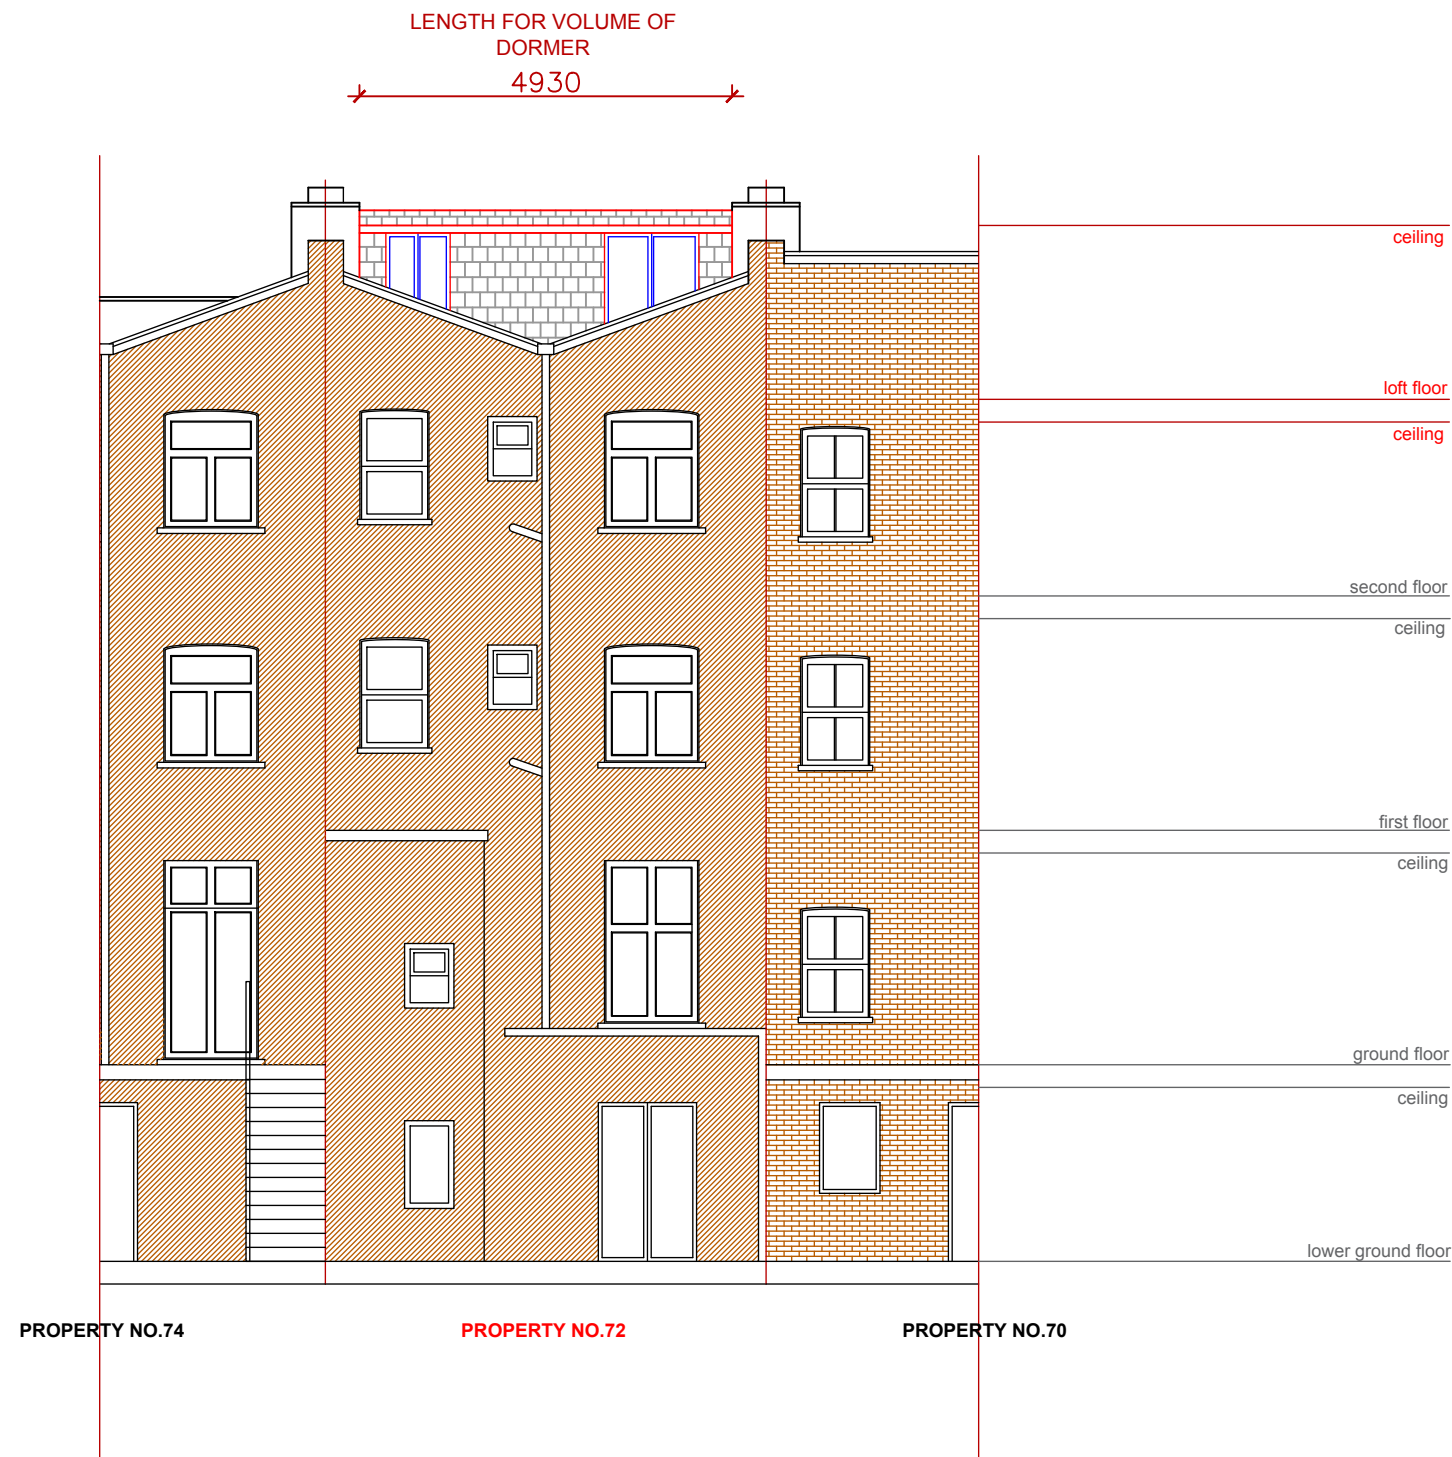 LENGTH FOR VOLUME OF
DORMER
4930
ceiling
loft floor
ceiling
second floor
ceiling
first floor
ceiling
ground floor
ceiling
lower ground floor
PROPERTY NO.74
PROPERTY NO.72
PROPERTY NO.70